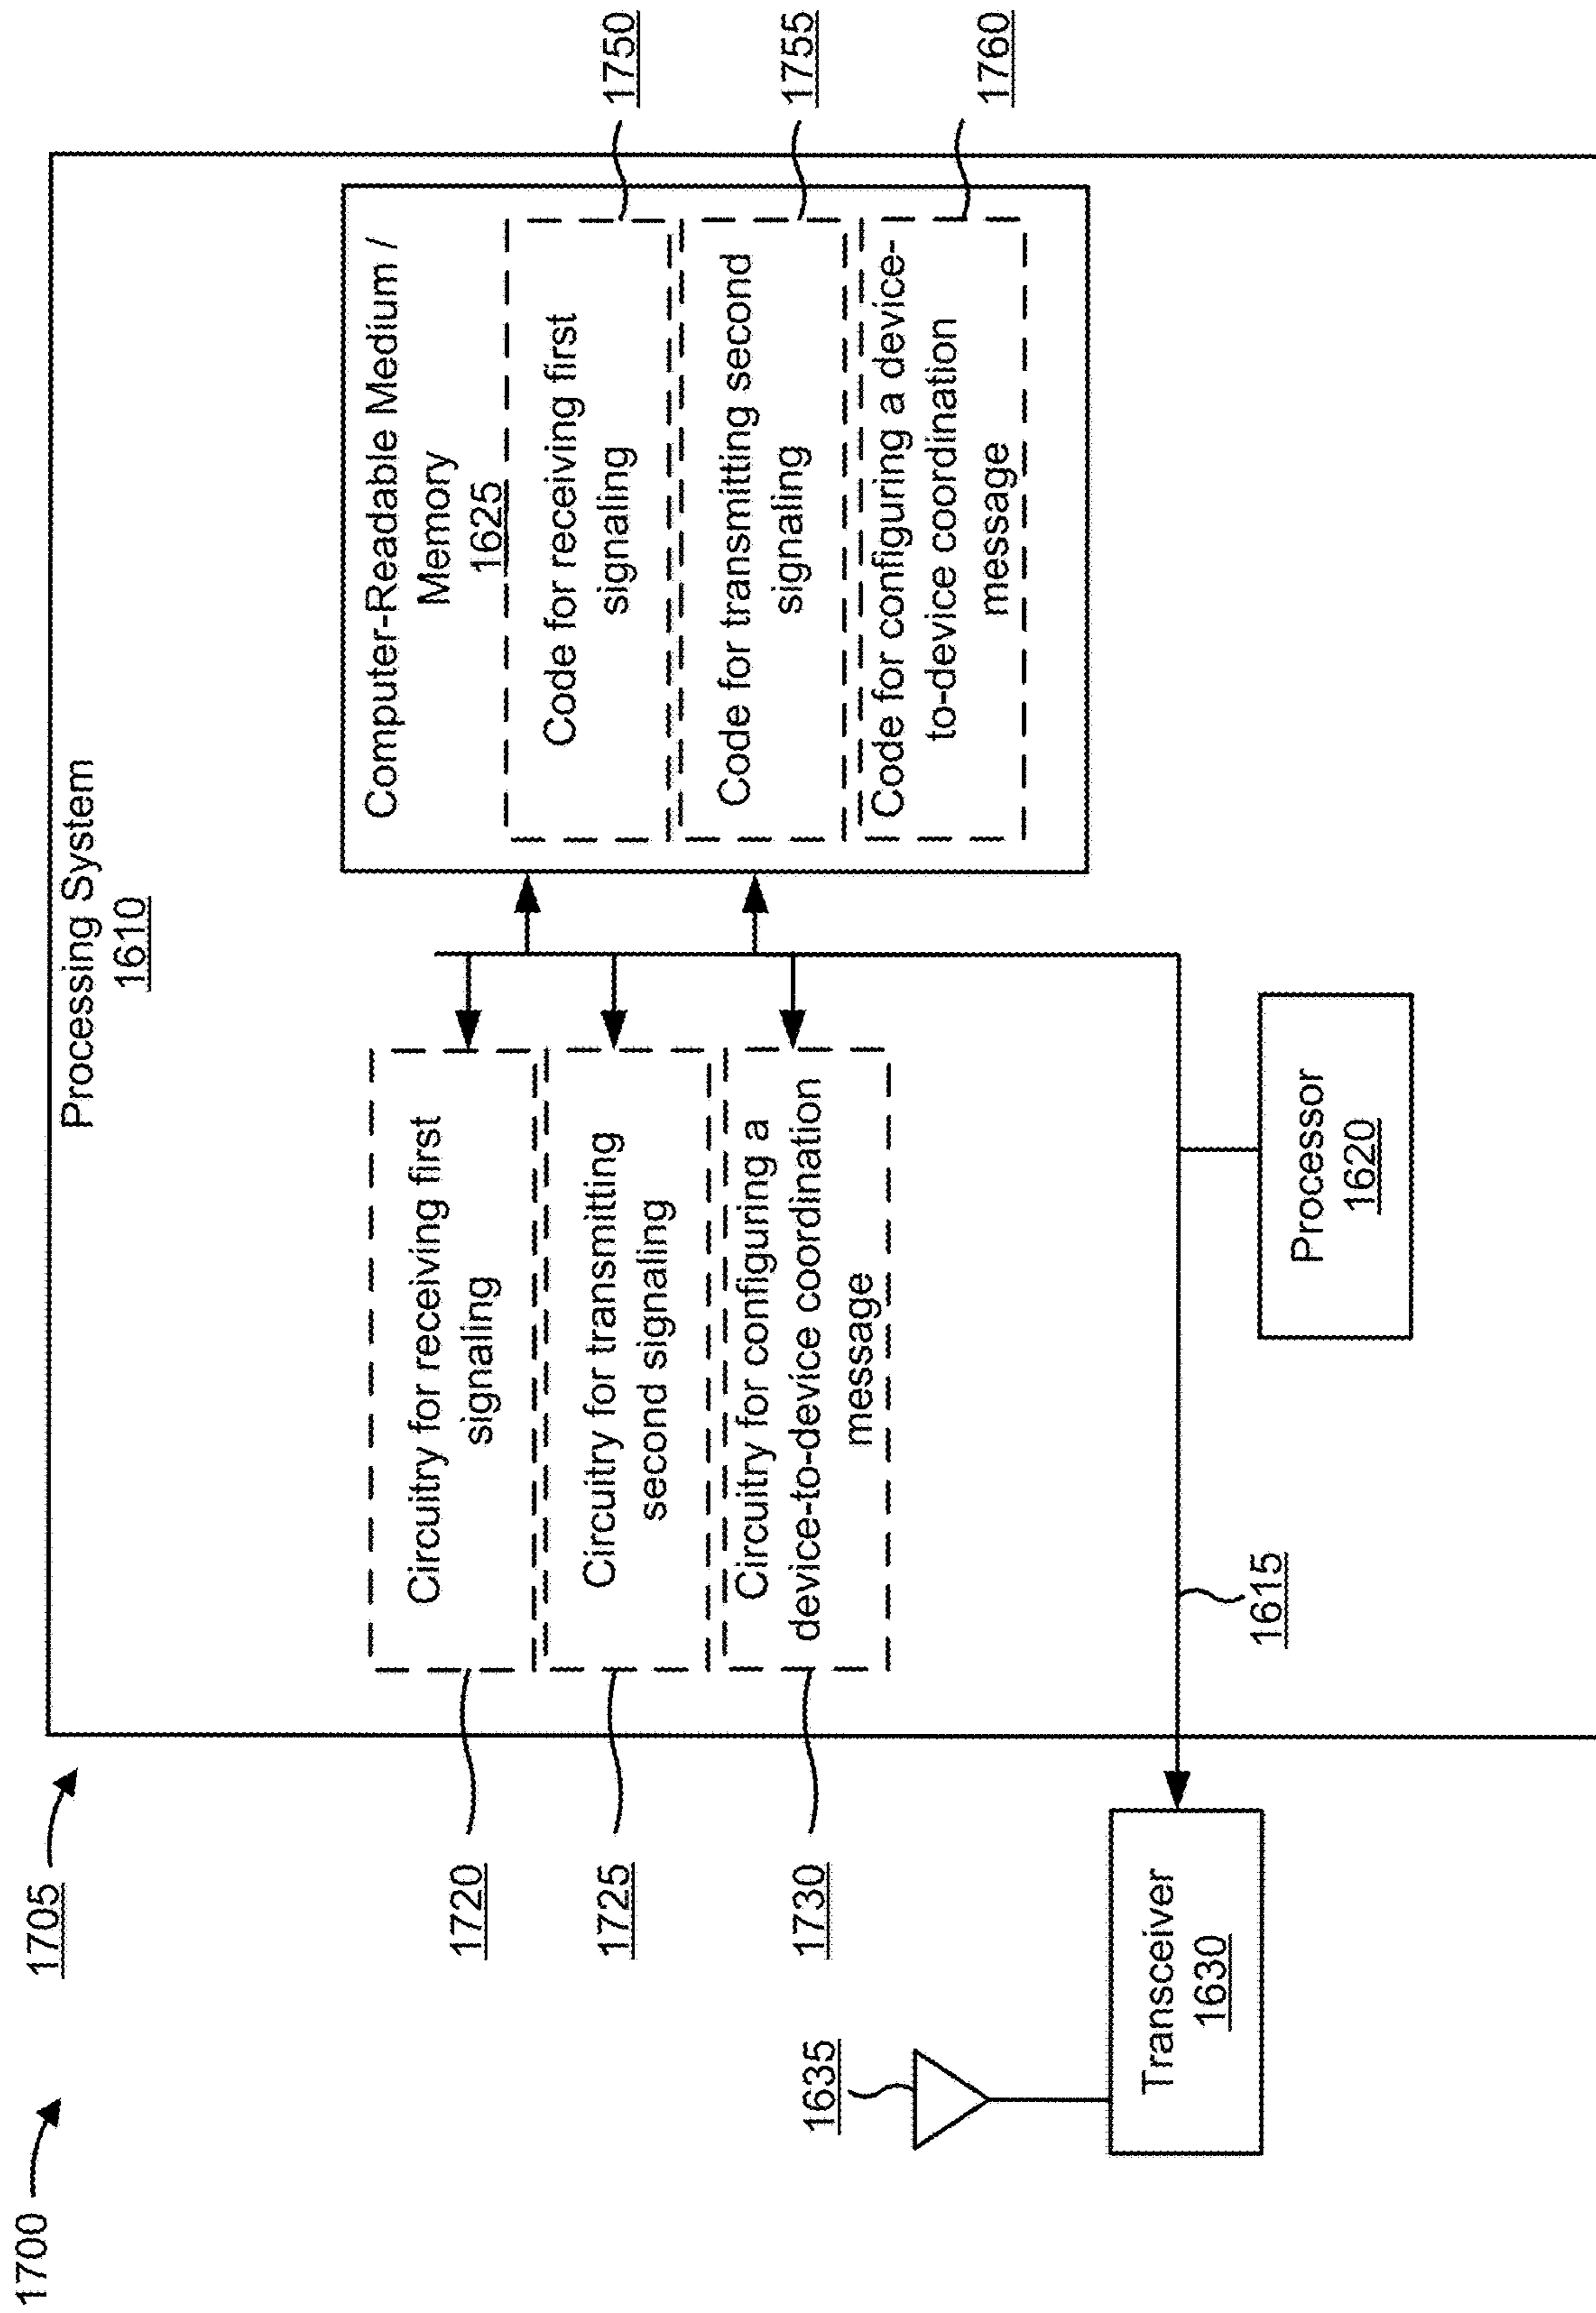 1700
1705
Processing System
1610
1720
1725
1730
Circuitry for receiving first
signaling
Circuitry for transmitting
second signaling
Circuitry for configuring a
device-to-device coordination
message
Computer-Readable Medium /
Memory
1625
Code for receiving first
signaling
Code for transmitting second
signaling
Code for configuring a device-
to-device coordination
message
1750
1755
1760
1635
Transceiver
1630
1615
Processor
1620